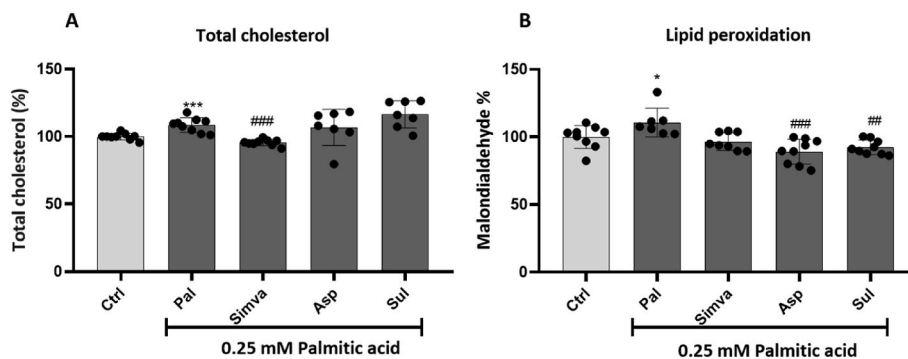 A
Total cholesterol
Total cholesterol (%)
150
100
50
0
***
###
Ctrl
Pal
Simva
Asp
Sul
0.25 mM Palmitic acid
B
Lipid peroxidation
Malondialdehyde %
150
100
50
0
*
###
##
Ctrl
Pal
Simva
Asp
Sul
0.25 mM Palmitic acid